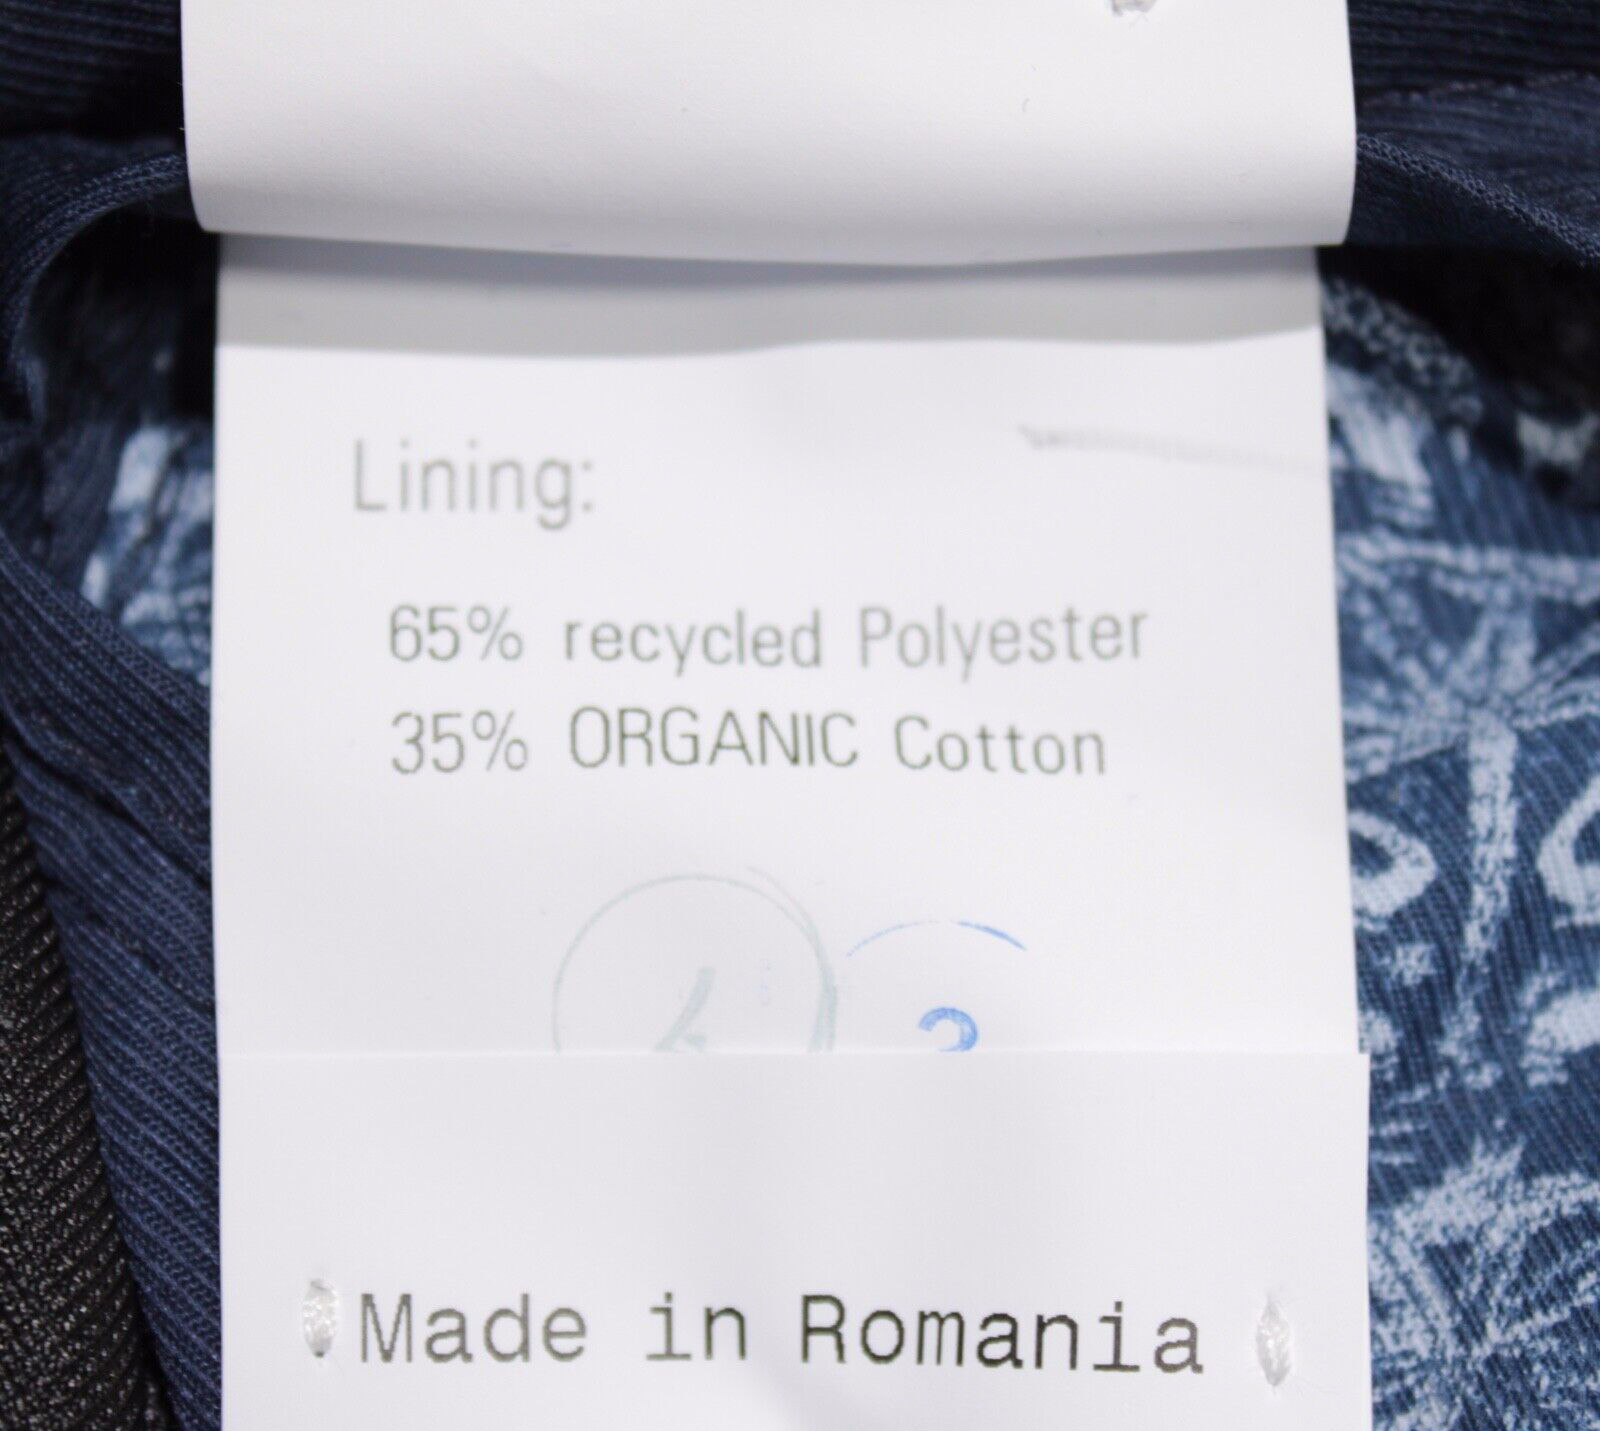 Lining:
65% recycled Polyester
35% ORGANIC Cotton
Made in Romania